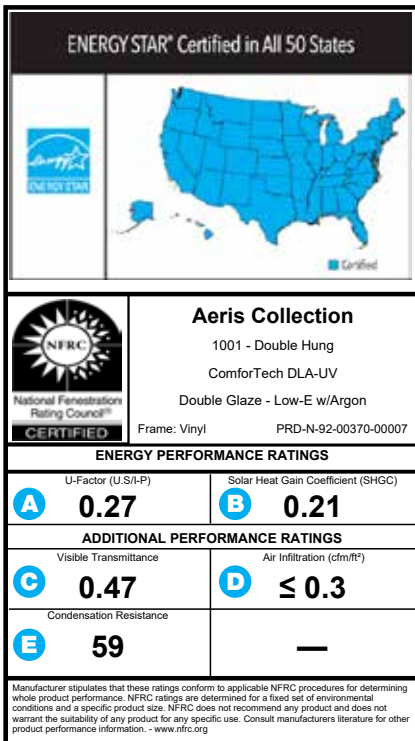 ENERGY STAR® Certified in All 50 States
energy
ENERGY STAR
Certified
NFRC
National Fenestration
Rating Council®
CERTIFIED
Aeris Collection
1001 - Double Hung
ComforTech DLA-UV
Double Glaze - Low-E w/Argon
Frame: Vinyl PRD-N-92-00370-00007
ENERGY PERFORMANCE RATINGS
U-Factor (U.S/I-P) Solar Heat Gain Coefficient (SHGC)
A 0.27 B 0.21
ADDITIONAL PERFORMANCE RATINGS
Visible Transmittance Air Infiltration (cfm/ft²)
C 0.47 D ≤ 0.3
Condensation Resistance
E 59 —
Manufacturer stipulates that these ratings conform to applicable NFRC procedures for determining
whole product performance. NFRC ratings are determined for a fixed set of environmental
conditions and a specific product size. NFRC does not recommend any product and does not
warrant the suitability of any product for any specific use. Consult manufacturers literature for other
product performance information. - www.nfrc.org